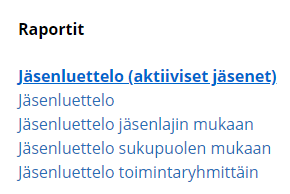 Raportit
Jäsenluettelo (aktiiviset jäsenet)
Jäsenluettelo
Jäsenluettelo jäsenlajin mukaan
Jäsenluettelo sukupuolen mukaan
Jäsenluettelo toimintaryhmittäin